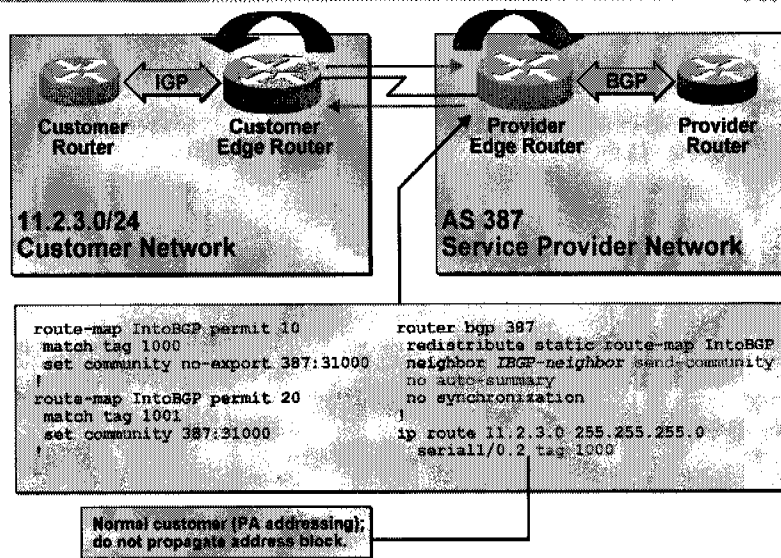 IGP
BGP
Customer
Router
Customer
Edge Router
Provider
Edge Router
Provider
Router
11.2.3.0/24
Customer Network
AS 387
Service Provider Network
route-map IntoBGP permit 10
match tag 1000
set community no-export 387:31000
!
route-map IntoBGP permit 20
match tag 1001
set community 387:31000
!
router bgp 387
redistribute static route-map IntoBGP
neighbor IBGP-neighbor send-community
no auto-summary
no synchronization
!
ip route 11.2.3.0 255.255.255.0
serial1/0.2 tag 1000
Normal customer (PA addressing);
do not propagate address block.